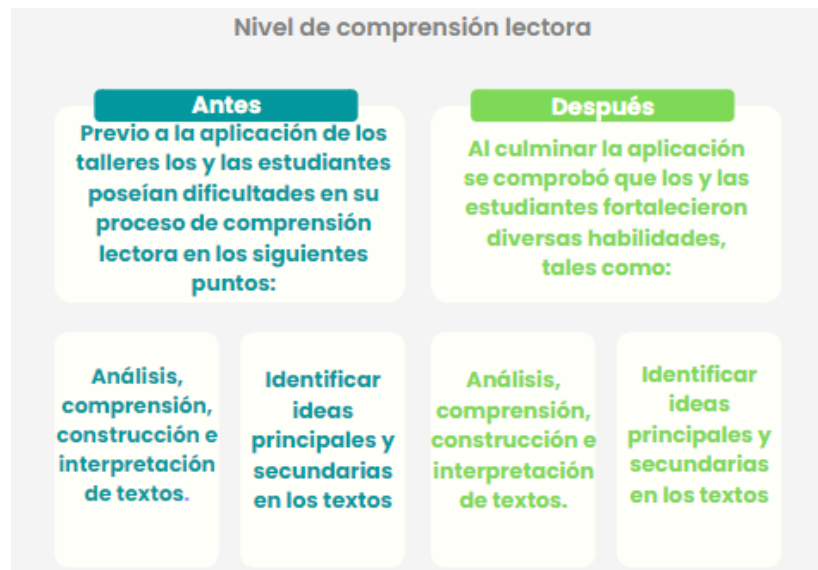 Nivel de comprensión lectora
Antes
Previo a la aplicación de los
talleres los y las estudiantes
poseían dificultades en su
proceso de comprensión
lectora en los siguientes
puntos:
Después
Al culminar la aplicación
se comprobó que los y las
estudiantes fortalecieron
diversas habilidades,
tales como:
Análisis,
comprensión,
construcción e
interpretación
de textos.
Identificar
ideas
principales y
secundarias
en los textos
Análisis,
comprensión,
construcción e
interpretación
de textos.
Identificar
ideas
principales y
secundarias
en los textos